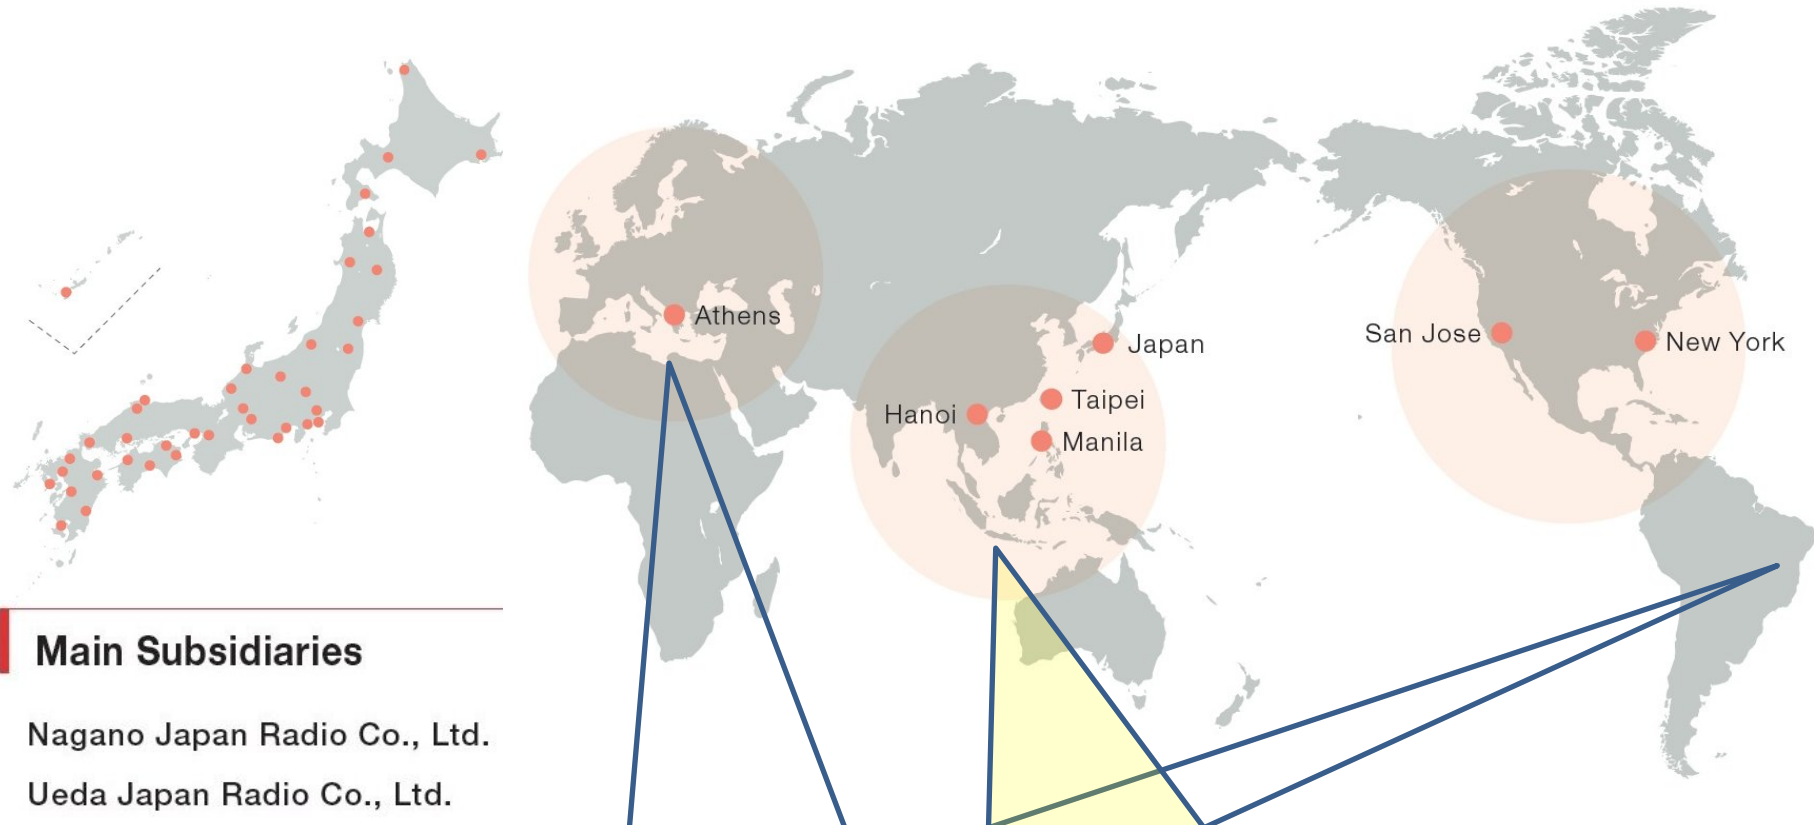 Athens
Japan
San Jose
New York
Taipei
Hanoi
Manila
Main Subsidiaries
Nagano Japan Radio Co., Ltd.
Ueda Japan Radio Co., Ltd.